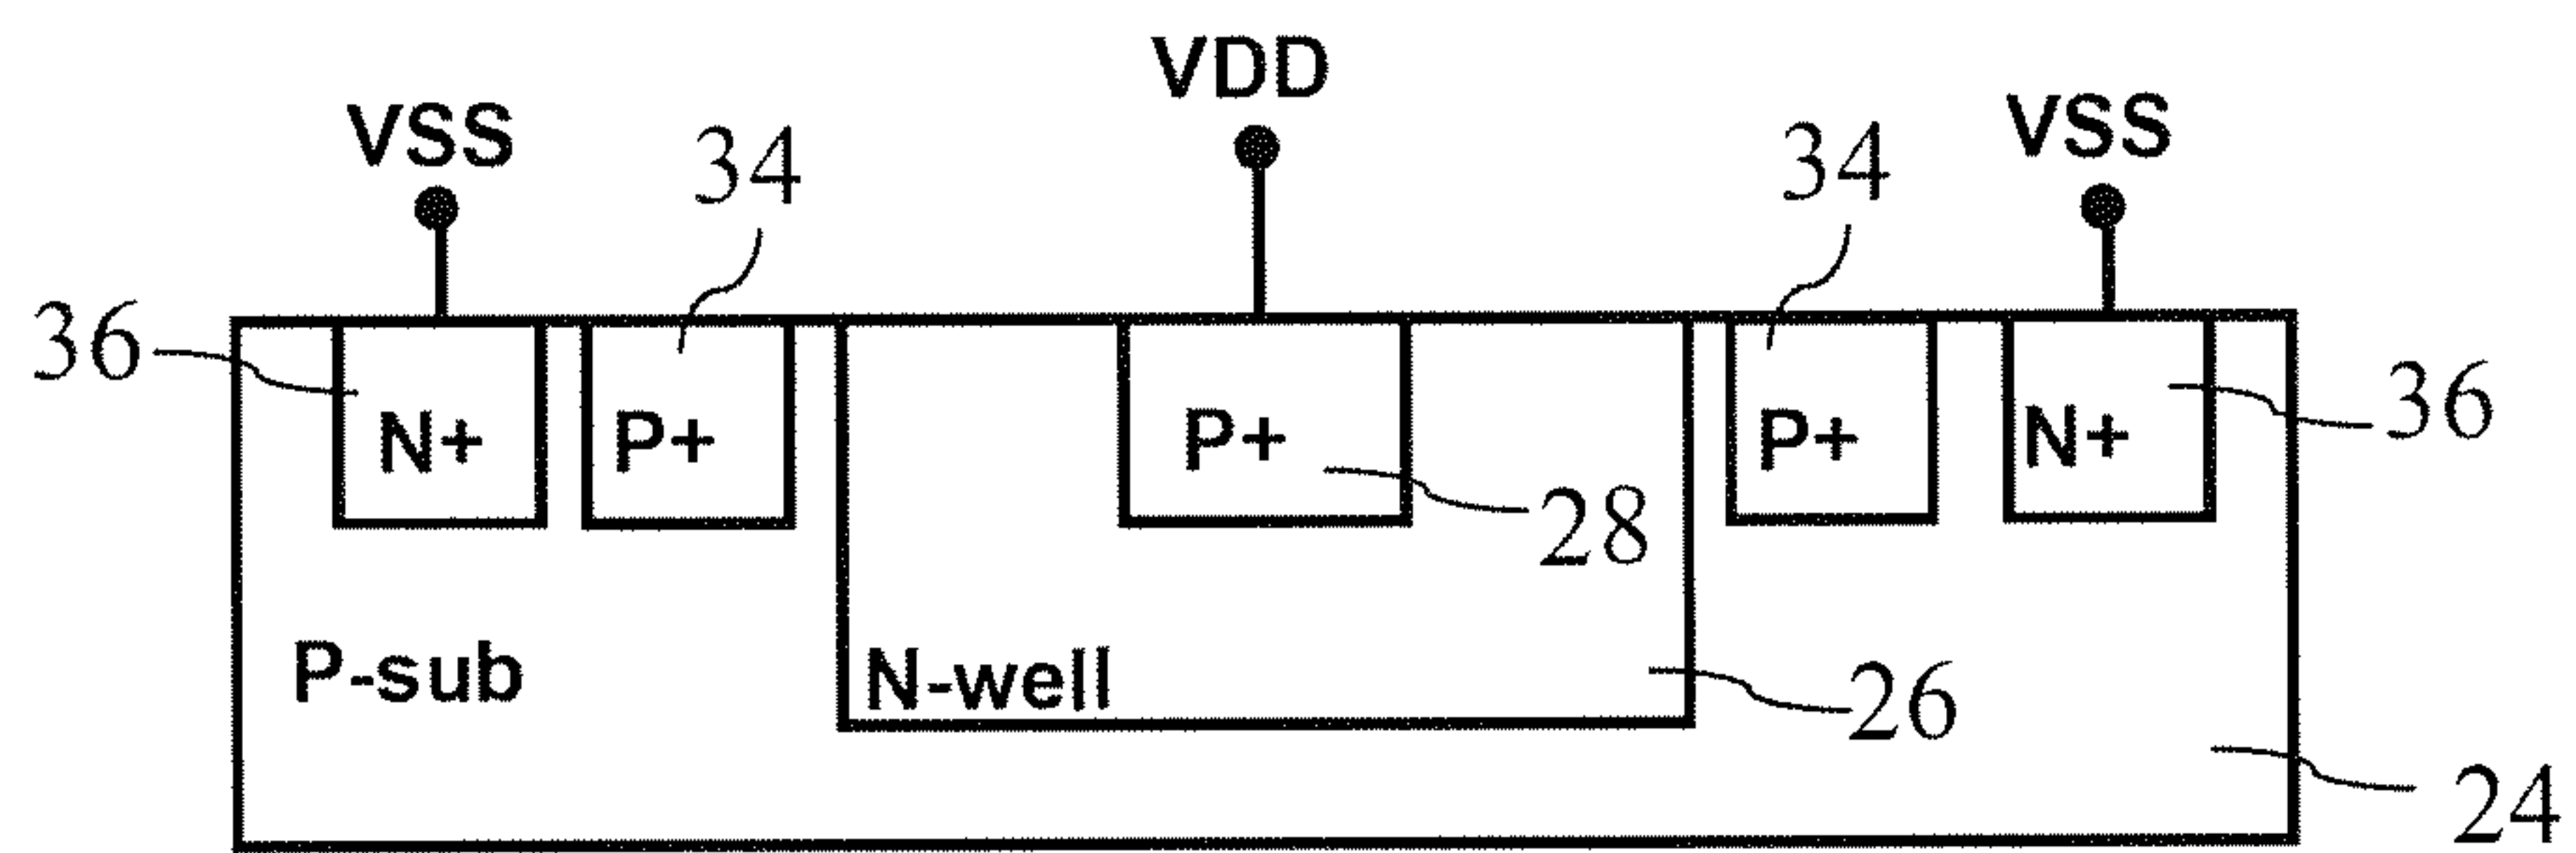 VDD
VSS 34 34 VSS
36 N+ P+ P+ P+ N+ 36
28
P-sub N-well 26
24